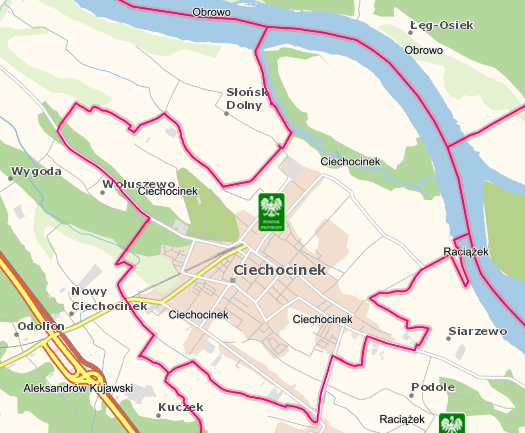 Obrowo
Łęg-Osiek
Obrowo
Słońsk
Dolny
Ciechocinek
Wygoda
Wołuszewo
Ciechocinek
Raciążek
Ciechocinek
Nowy
Ciechocinek
Ciechocinek
Ciechocinek
Odolion
Siarzewo
Aleksandrów Kujawski
Podole
Kuczek
Raciążek